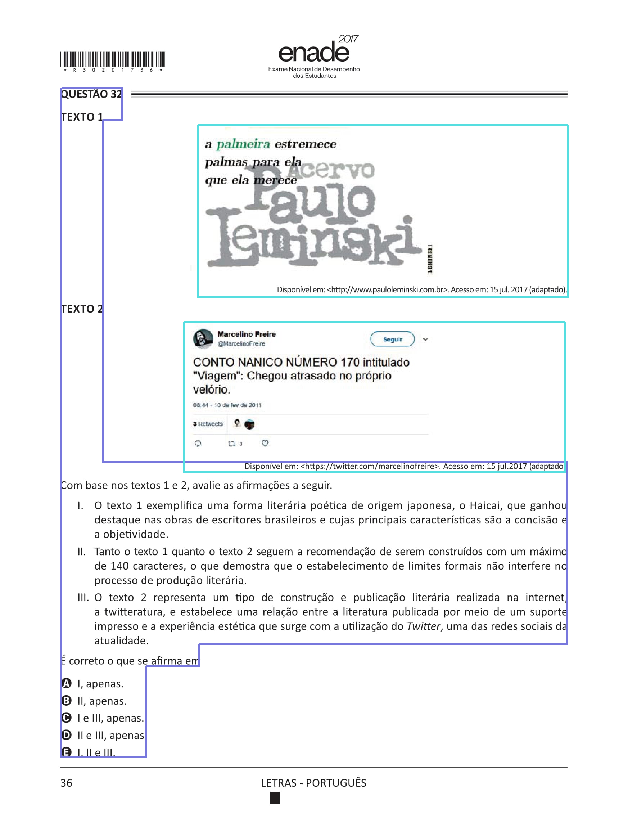 *R3020173 6*
enade 2017
Exame Nacional de Desempenho
dos Estudantes
QUESTÃO 32
TEXTO 1
a palmeira estremece
palmas para ela
que ela merece
Acervo
Paulo
Leminski
Disponível em: <http://www.pauloleminski.com.br>. Acesso em: 15 jul. 2017 (adaptado).
TEXTO 2
Marcelino Freire
@MarcelinoFreire
Seguir
CONTO NANICO NÚMERO 170 intitulado
"Viagem": Chegou atrasado no próprio
velório.
08:44 - 10 de fev de 2011
3 Retweets
3
Disponível em: <https://twitter.com/marcelinofreire>. Acesso em: 15 jul.2017 (adaptado
Com base nos textos 1 e 2, avalie as afirmações a seguir.
I. O texto 1 exemplifica uma forma literária poética de origem japonesa, o Haicai, que ganhou
destaque nas obras de escritores brasileiros e cujas principais características são a concisão e
a objetividade.
II. Tanto o texto 1 quanto o texto 2 seguem a recomendação de serem construídos com um máximo
de 140 caracteres, o que demostra que o estabelecimento de limites formais não interfere no
processo de produção literária.
III. O texto 2 representa um tipo de construção e publicação literária realizada na internet,
a twitteratura, e estabelece uma relação entre a literatura publicada por meio de um suporte
impresso e a experiência estética que surge com a utilização do Twitter, uma das redes sociais da
atualidade.
É correto o que se afirma em
A I, apenas.
B II, apenas.
C I e III, apenas.
D II e III, apenas
E I, II e III.
36
LETRAS - PORTUGUÊS